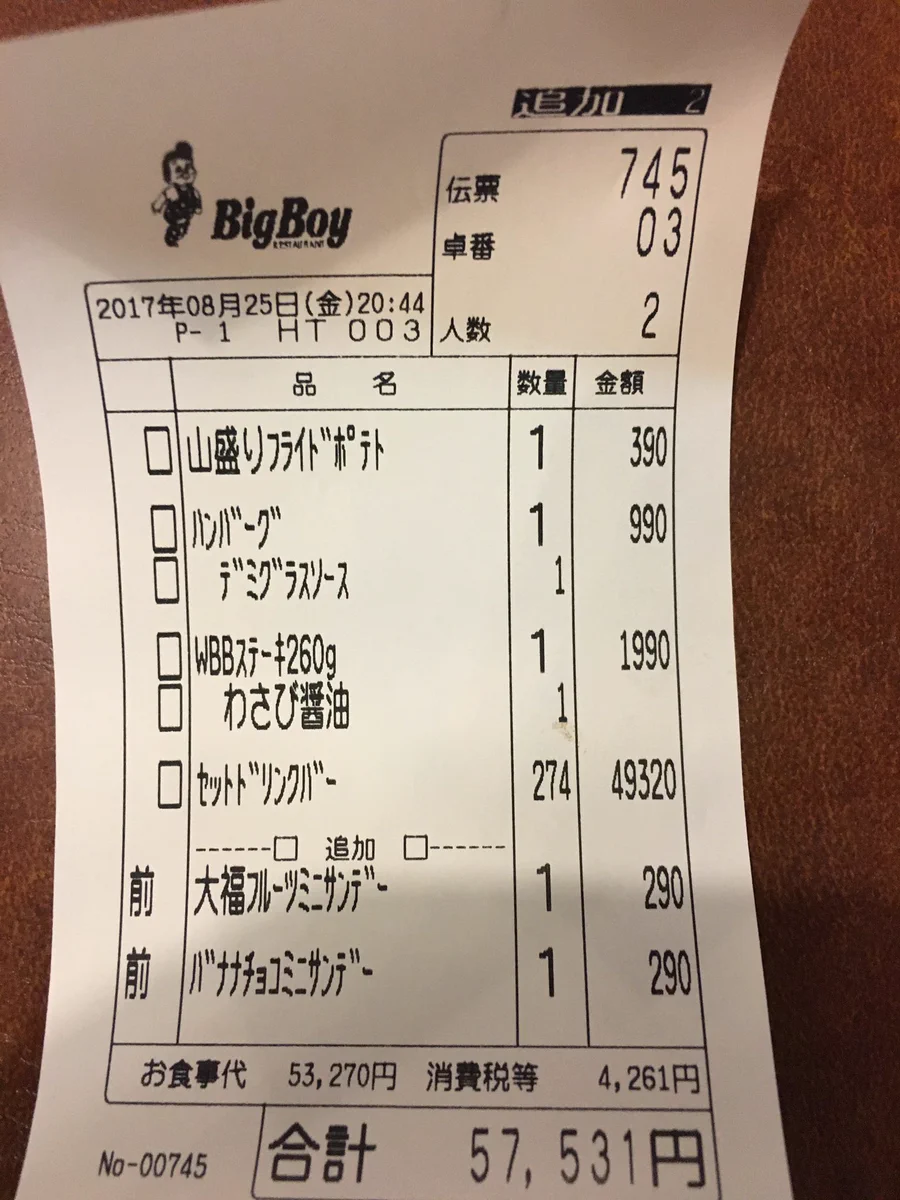 追加 2
BigBoy
RESTAURANT
伝票 745
卓番 03
人数 2
2017年08月25日(金)20:44
P- 1 HT 003
品名 数量 金額
□ 山盛りﾌﾗｲﾄﾞﾎﾟﾃﾄ 1 390
□ ﾊﾝﾊﾞｰｸﾞ 1 990
□ ﾃﾞﾐｸﾞﾗｽｿｰｽ 1
□ WBBｽﾃｰｷ260g 1 1990
□ わさび醤油 1
□ ｾｯﾄﾄﾞﾘﾝｸﾊﾞｰ 274 49320
------□ 追加 □------
前 大福ﾌﾙｰﾂﾐﾆｻﾝﾃﾞｰ 1 290
前 ﾊﾞﾅﾅﾁｮｺﾐﾆｻﾝﾃﾞｰ 1 290
お食事代 53,270円 消費税等 4,261円
No-00745 合計 57,531円